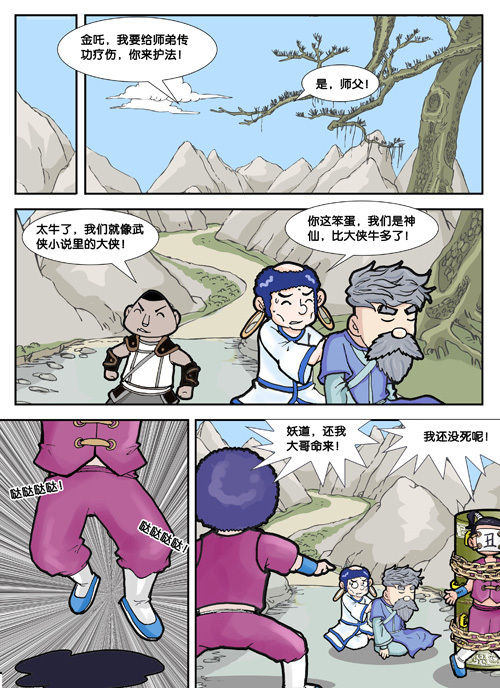 金吒，我要给师弟传
功疗伤，你来护法！
是，师父！
太牛了，我们就像武
侠小说里的大侠！
你这笨蛋，我们是神
仙，比大侠牛多了！
哒哒哒哒！
哒哒哒哒！
妖道，还我
大哥命来！
我还没死呢！
丑